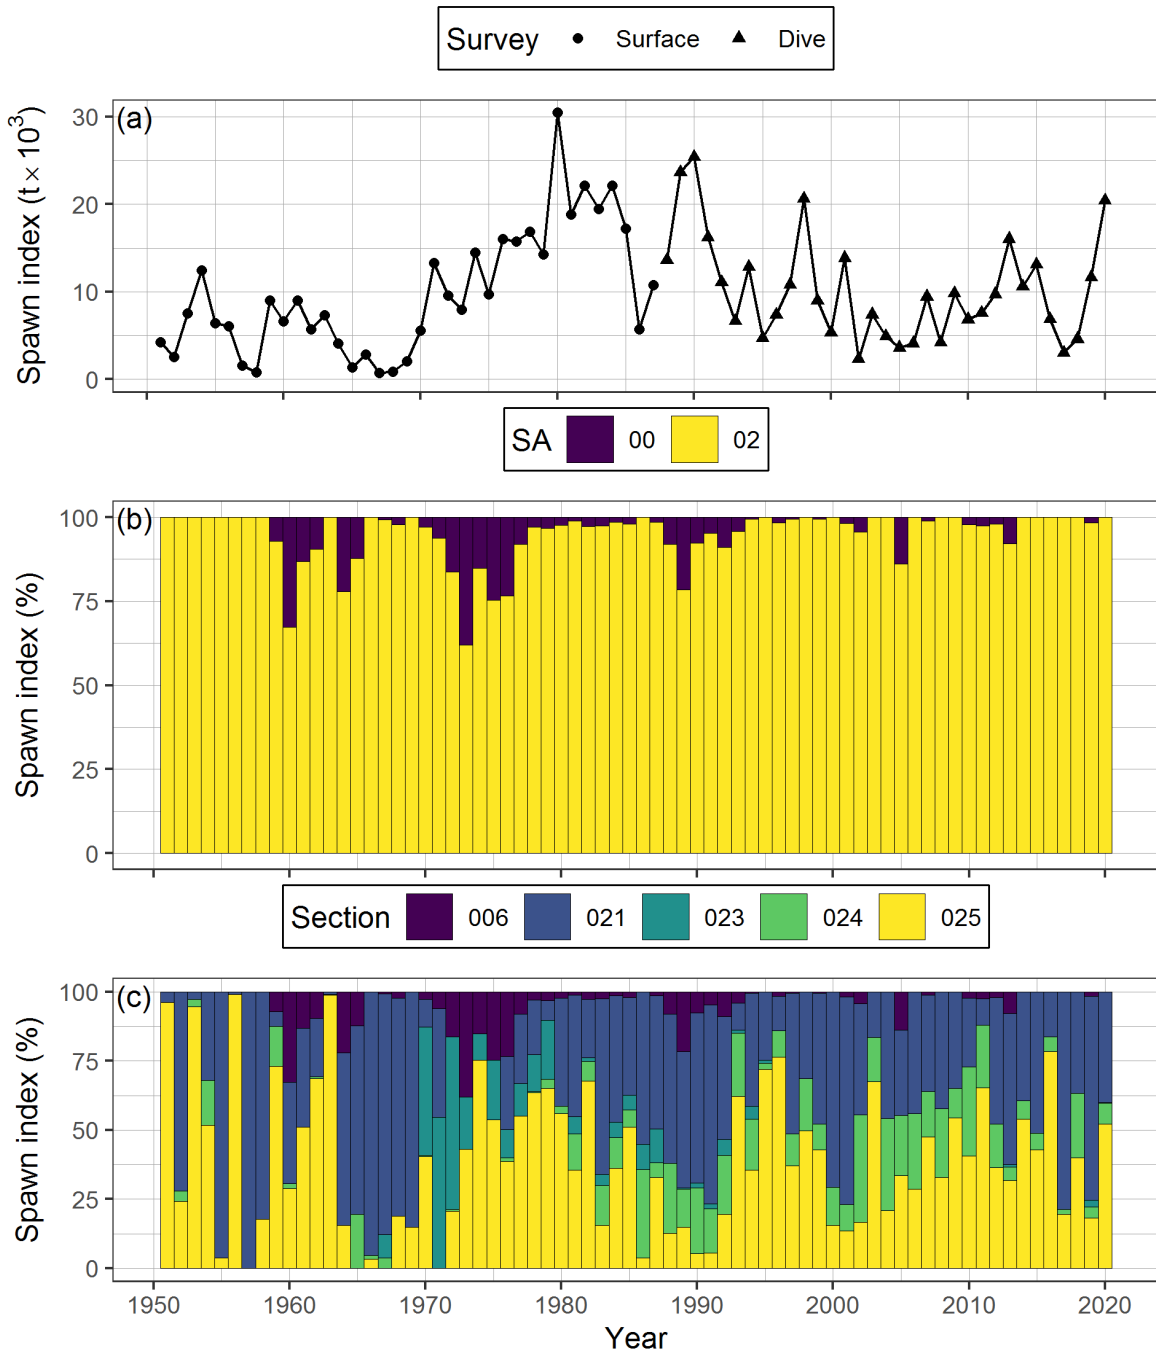 Survey Surface Dive
(a)
Spawn index (t × 10³)
30
20
10
0
SA 00 02
(b)
Spawn index (%)
100
75
50
25
0
Section 006 021 023 024 025
(c)
Spawn index (%)
100
75
50
25
0
1950 1960 1970 1980 1990 2000 2010 2020
Year